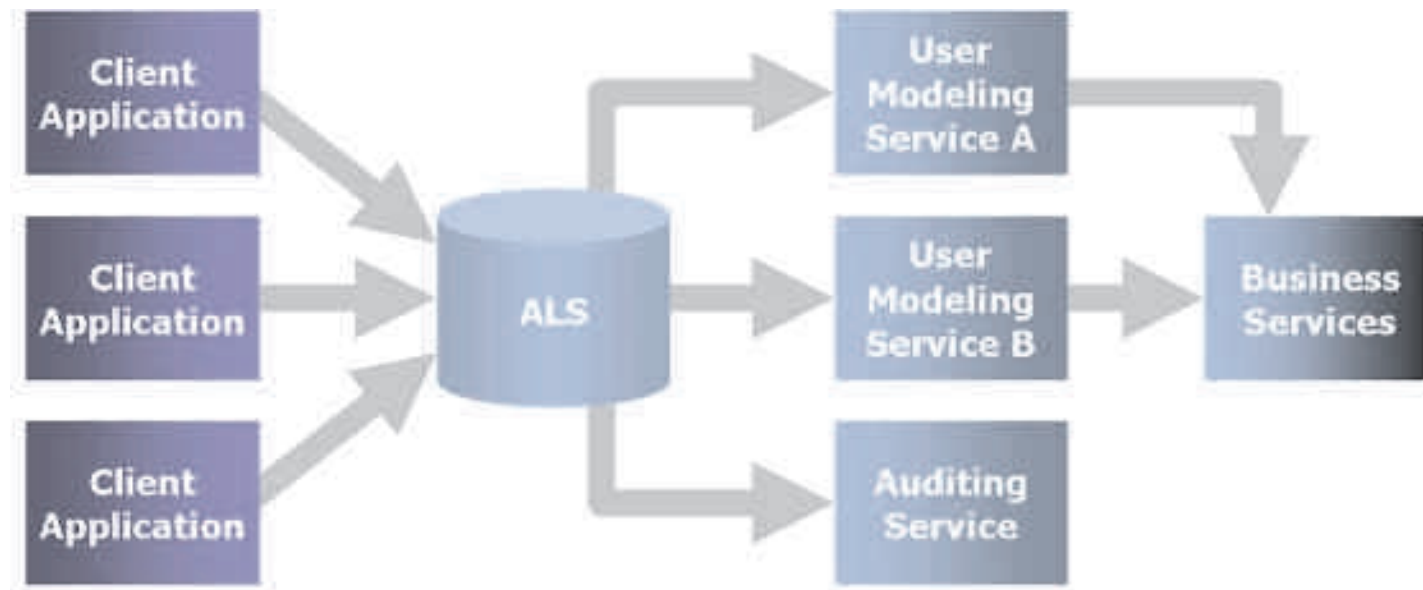 Client
Application
Client
Application
Client
Application
ALS
User
Modeling
Service A
User
Modeling
Service B
Auditing
Service
Business
Services